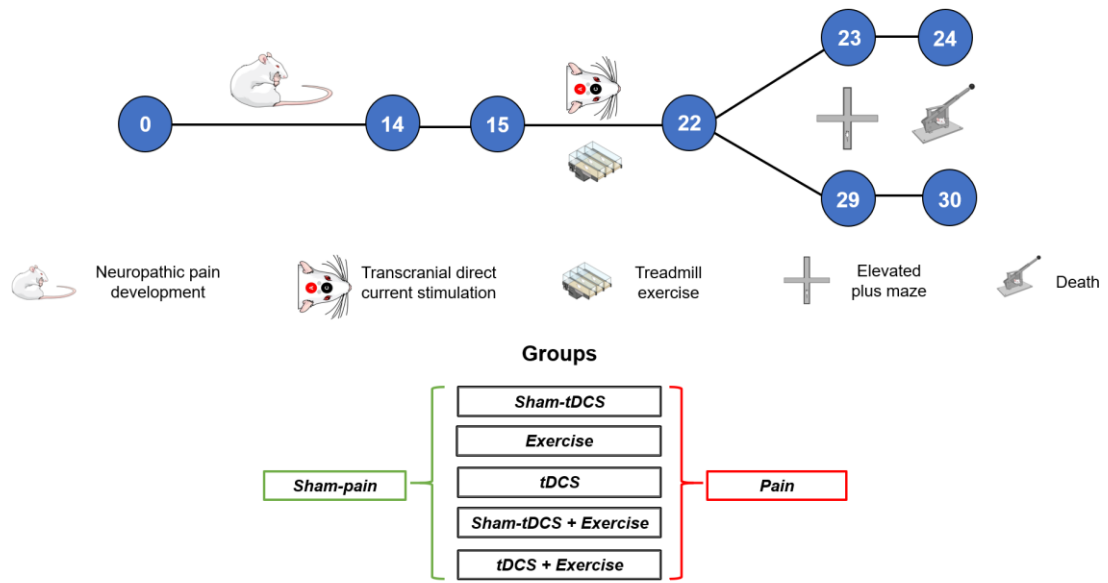 23
24
0
14
15
A
C
22
29
30
Neuropathic pain
development
A
C
Transcranial direct
current stimulation
Treadmill
exercise
Elevated
plus maze
Death
Groups
Sham-tDCS
Exercise
Sham-pain
tDCS
Pain
Sham-tDCS + Exercise
tDCS + Exercise